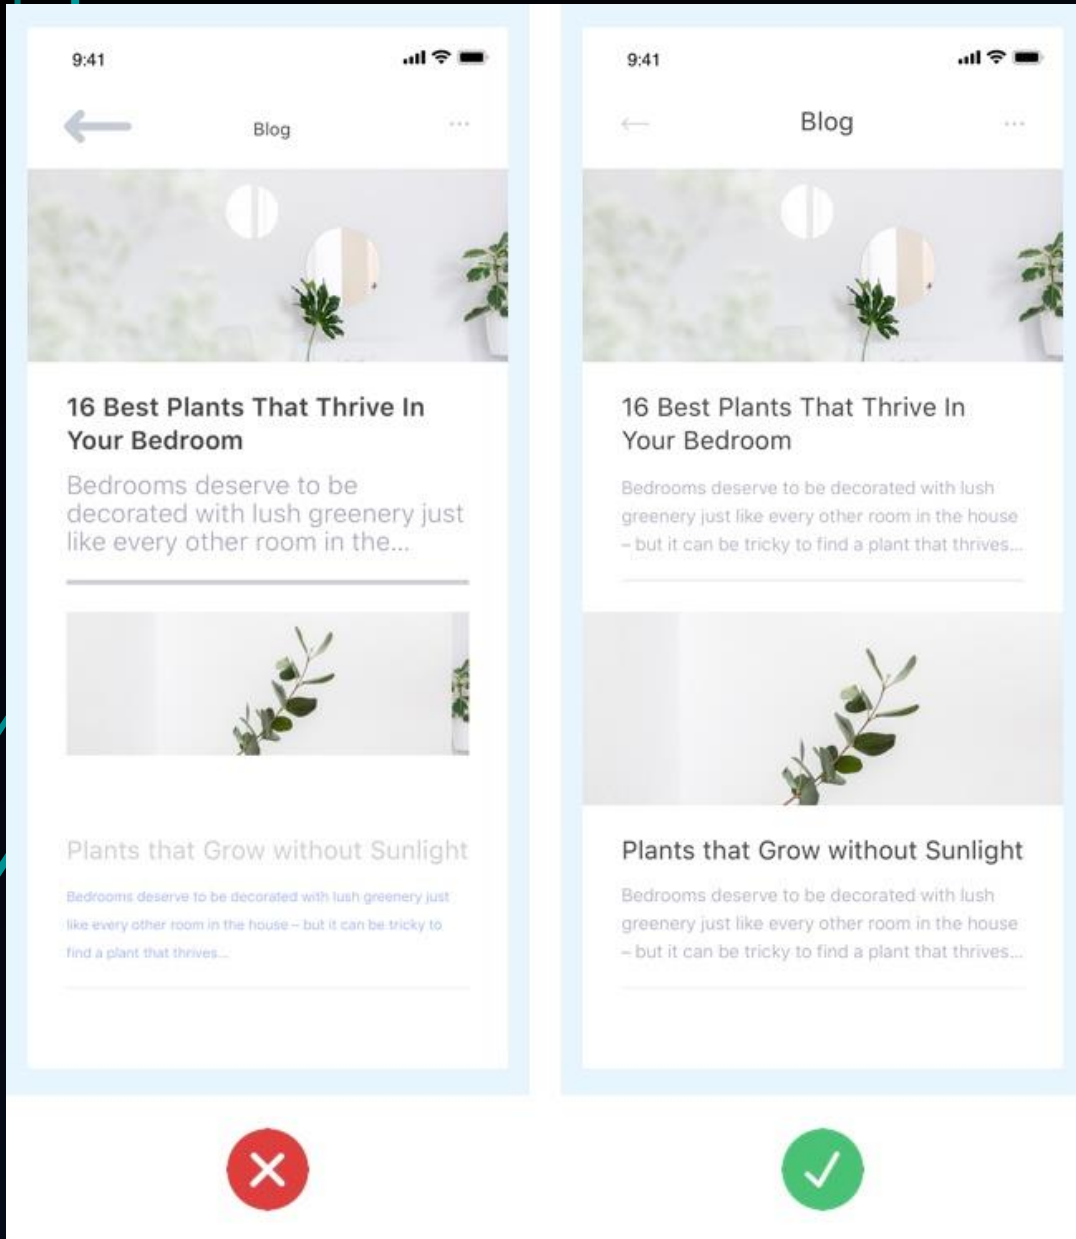 9:41
Blog
...
16 Best Plants That Thrive In
Your Bedroom
Bedrooms deserve to be
decorated with lush greenery just
like every other room in the...
Plants that Grow without Sunlight
Bedrooms deserve to be decorated with lush greenery just
like every other room in the house – but it can be tricky to
find a plant that thrives...
9:41
Blog
...
16 Best Plants That Thrive In
Your Bedroom
Bedrooms deserve to be decorated with lush
greenery just like every other room in the house
– but it can be tricky to find a plant that thrives...
Plants that Grow without Sunlight
Bedrooms deserve to be decorated with lush
greenery just like every other room in the house
– but it can be tricky to find a plant that thrives...